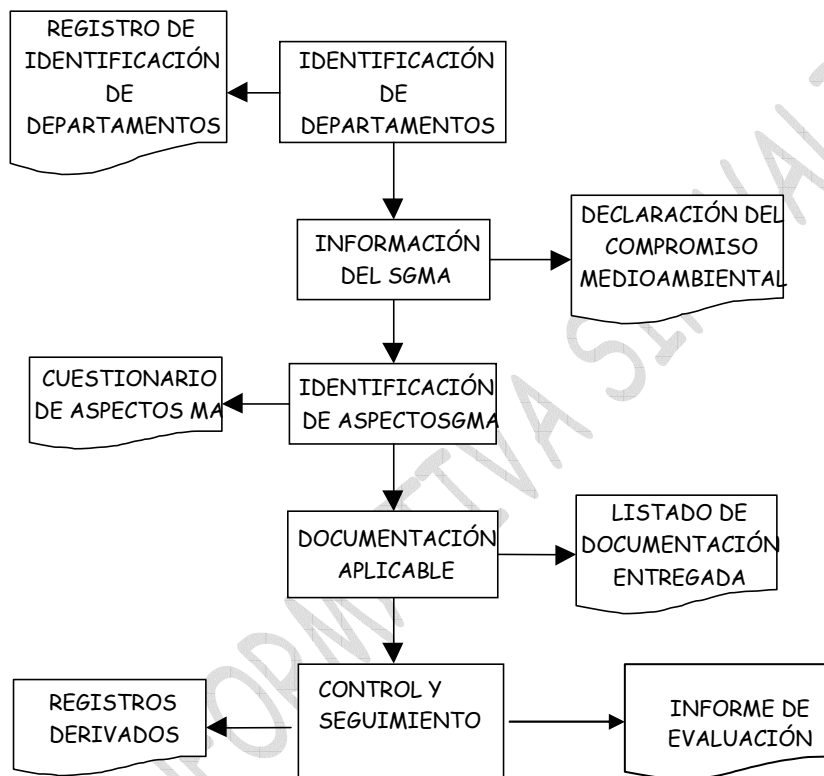 REGISTRO DE
IDENTIFICACIÓN
DE
DEPARTAMENTOS
IDENTIFICACIÓN
DE
DEPARTAMENTOS
INFORMACIÓN
DEL SGMA
DECLARACIÓN DEL
COMPROMISO
MEDIOAMBIENTAL
CUESTIONARIO
DE ASPECTOS MA
IDENTIFICACIÓN
DE ASPECTOSGMA
DOCUMENTACIÓN
APLICABLE
LISTADO DE
DOCUMENTACIÓN
ENTREGADA
REGISTROS
DERIVADOS
CONTROL Y
SEGUIMIENTO
INFORME DE
EVALUACIÓN